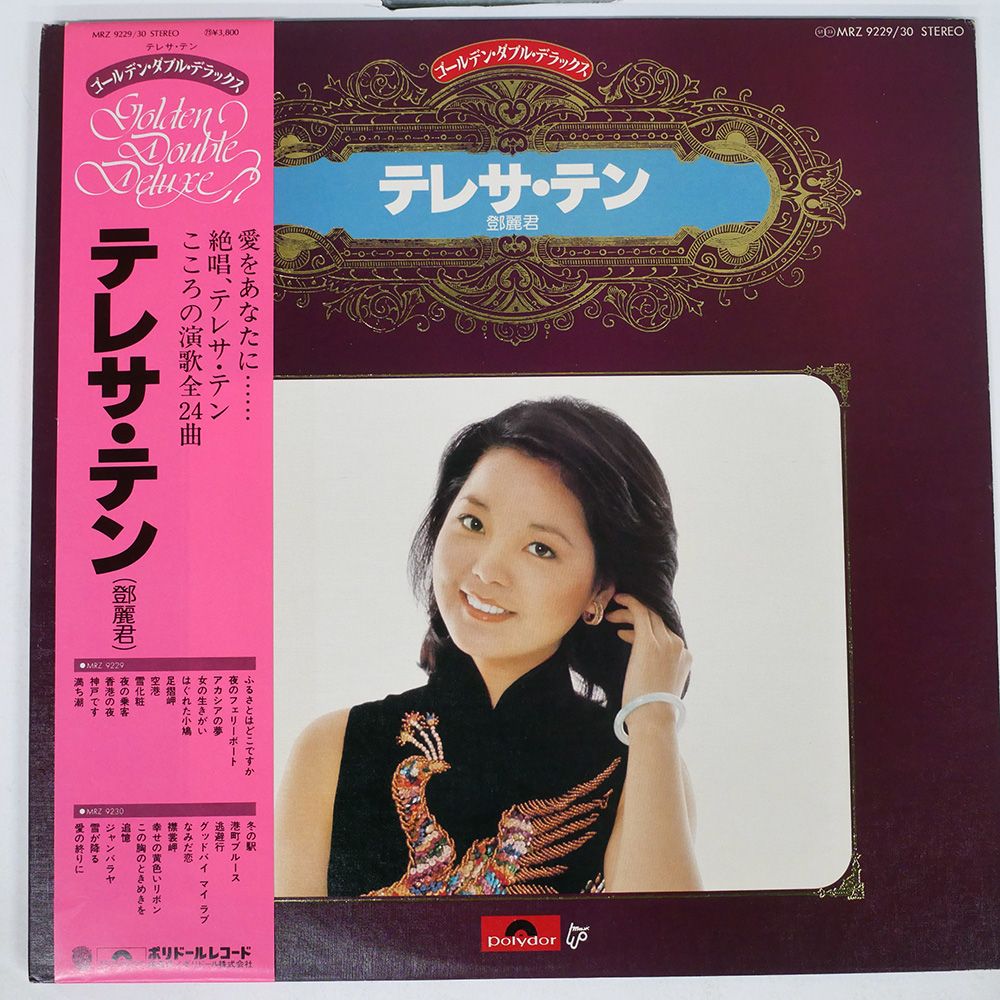 MRZ 9229/30 STEREO
¥3,800
テレサ・テン
ゴールデン・ダブル・デラックス
Golden
Double
Deluxe
愛をあなたに……
絶唱、テレサ・テン
こころの演歌全24曲
テレサ・テン
(鄧麗君)
●MRZ 9229
ふるさとはどこですか
夜のフェリーボート
アカシアの夢
女の生きがい
はぐれた小鳩
足摺岬
空港
雪化粧
夜の乗客
香港の夜
神戸です
満ち潮
●MRZ 9230
冬の駅
港町ブルース
逃避行
グッドバイ マイ ラブ
なみだ恋
襟裳岬
幸せの黄色いリボン
この胸のときめきを
追憶
ジャンバラヤ
雪が降る
愛の終りに
ポリドールレコード
ポリドール株式会社
MRZ 9229/30 STEREO
ゴールデン・ダブル・デラックス
テレサ・テン
鄧麗君
polydor